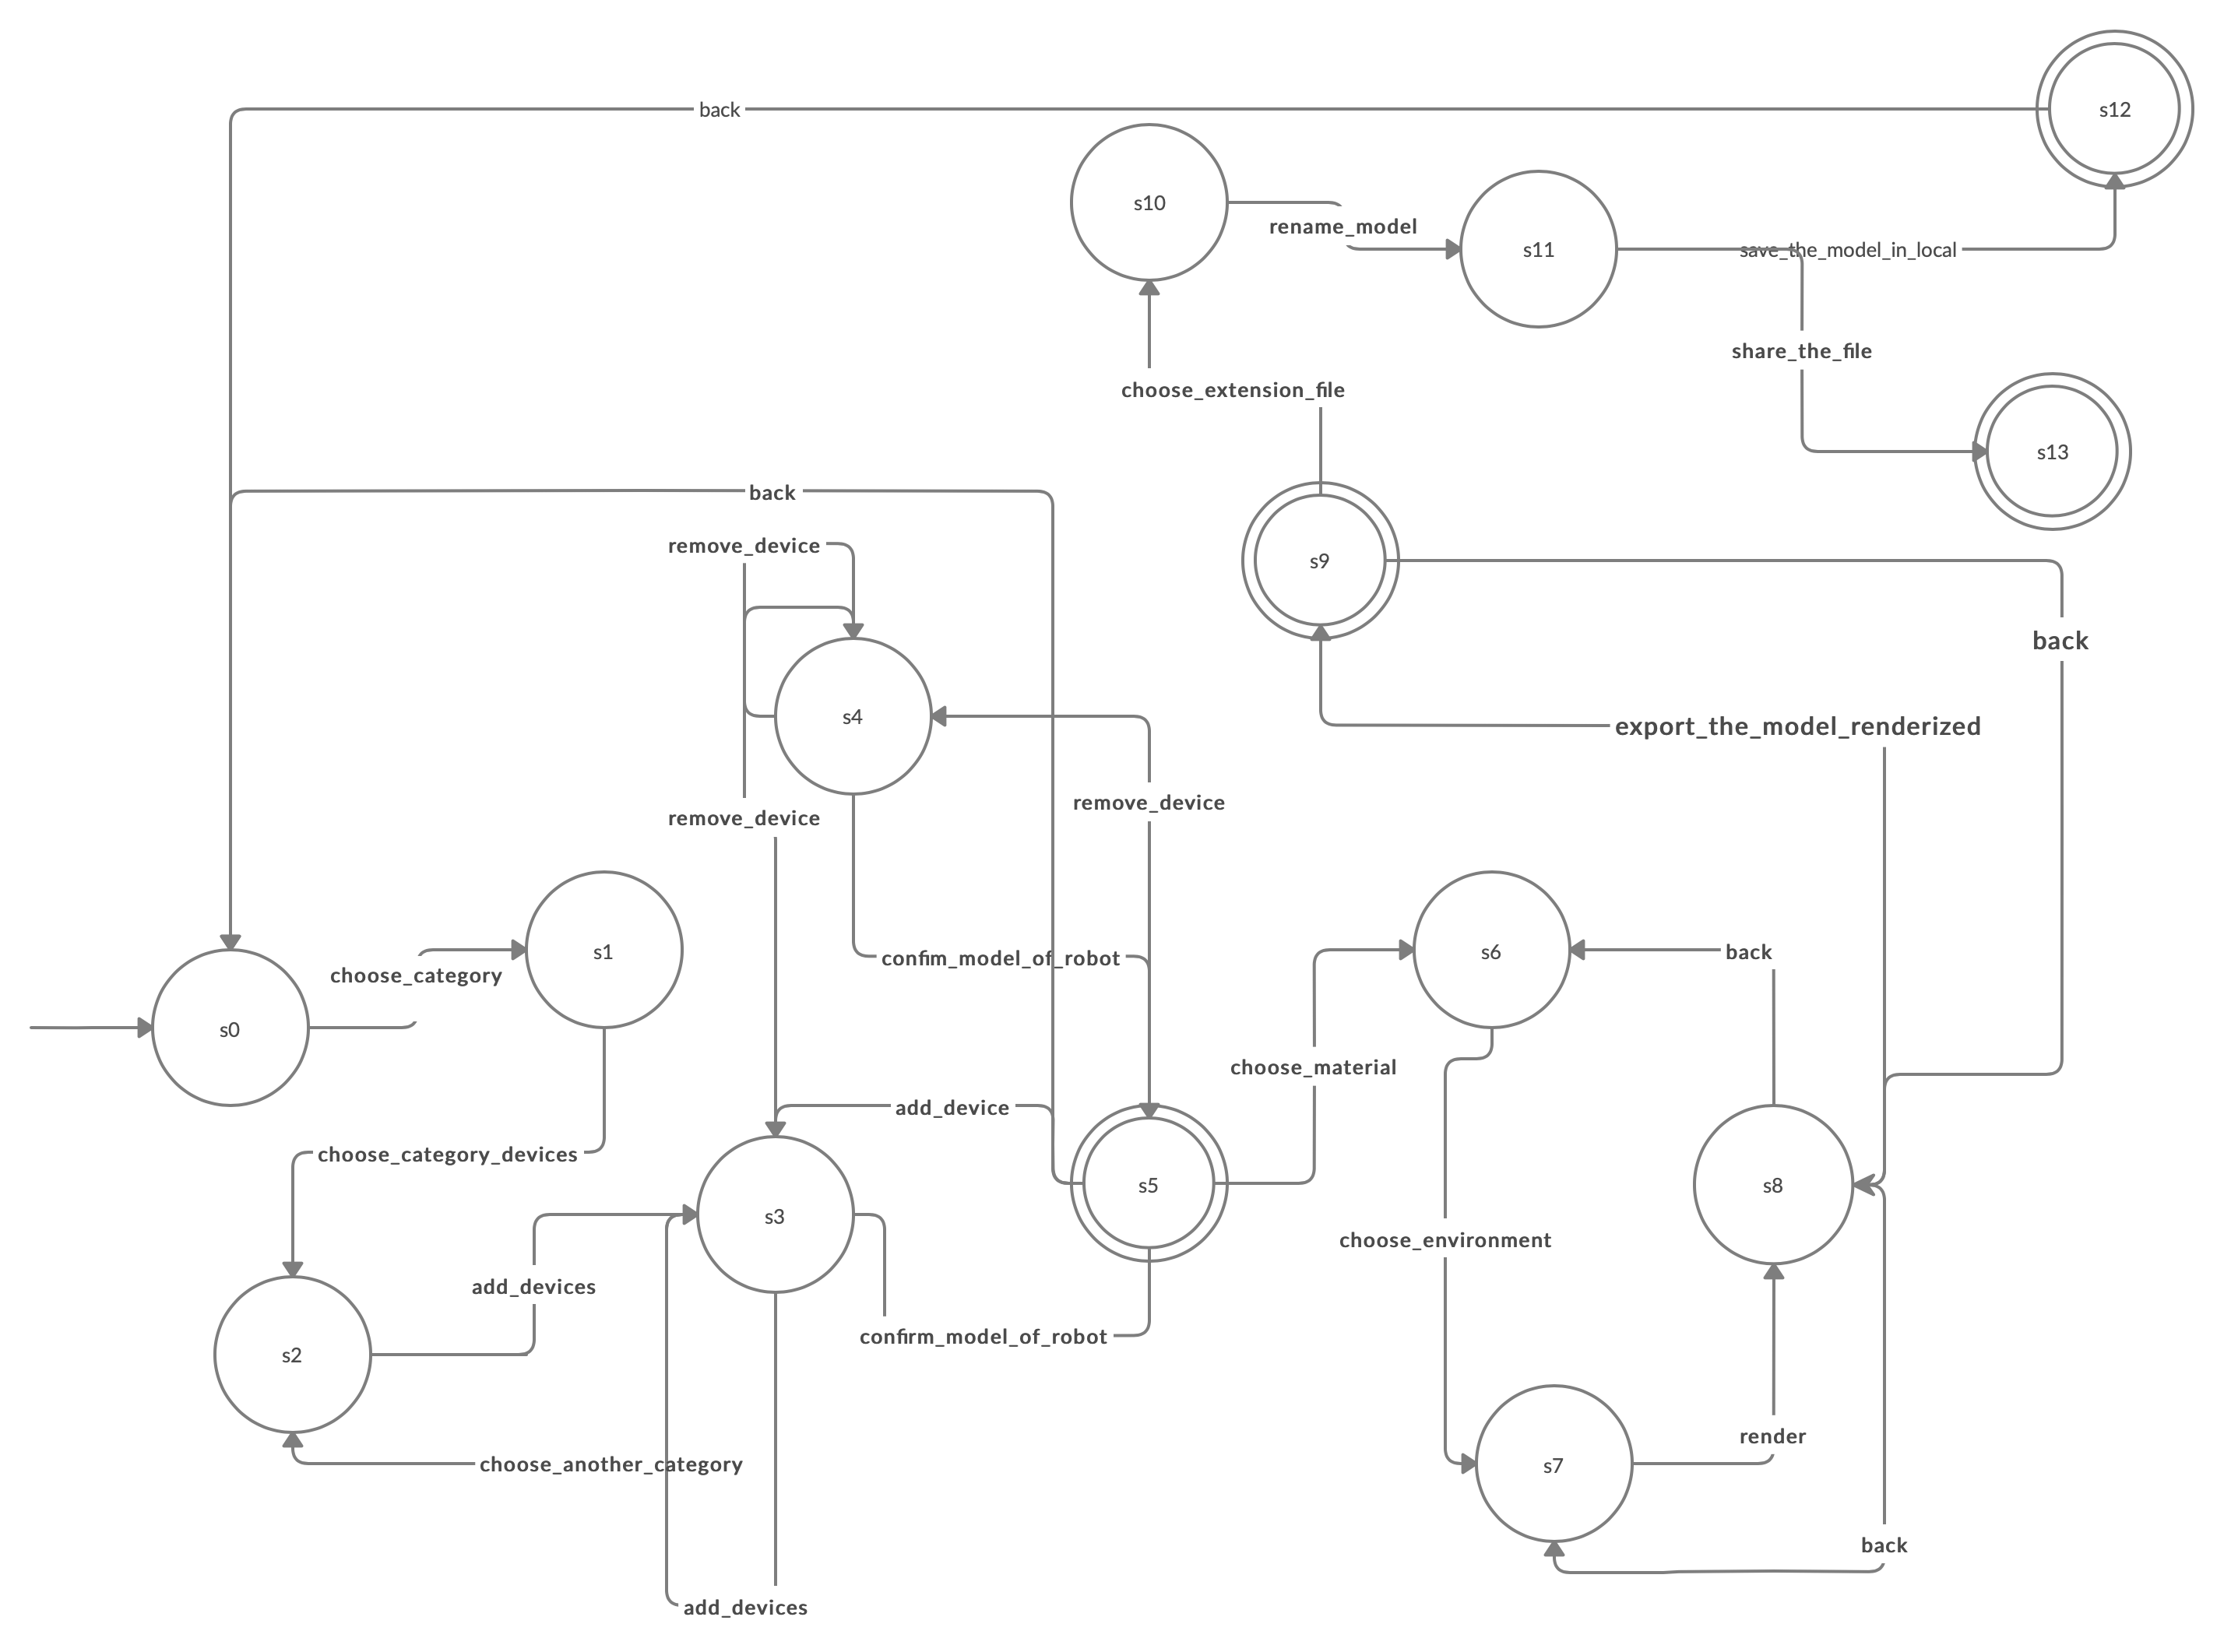 s12
back
s10
rename_model
s11
save_the_model_in_local
share_the_file
choose_extension_file
s13
back
remove_device
s9
back
s4
export_the_model_renderized
remove_device
remove_device
s1
confim_model_of_robot
s6
back
choose_category
s0
choose_material
add_device
choose_category_devices
s5
s8
s3
choose_environment
add_devices
confirm_model_of_robot
s2
render
choose_another_category
s7
back
add_devices